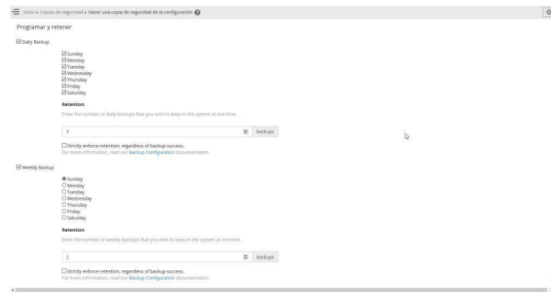 Inicio » Copias de seguridad » Hacer una copia de seguridad de la configuración
Programar y retener
Daily Backup
Sunday
Monday
Tuesday
Wednesday
Thursday
Friday
Saturday
Retention
Enter the number of daily backups that you wish to keep in the system at one time.
backups
Strictly enforce retention, regardless of backup success.
For more information, read our Backup Configuration documentation.
Weekly Backup
Sunday
Monday
Tuesday
Wednesday
Thursday
Friday
Saturday
Retention
Enter the number of weekly backups that you wish to keep in the system at one time.
2 backups
Strictly enforce retention, regardless of backup success.
For more information, read our Backup Configuration documentation.